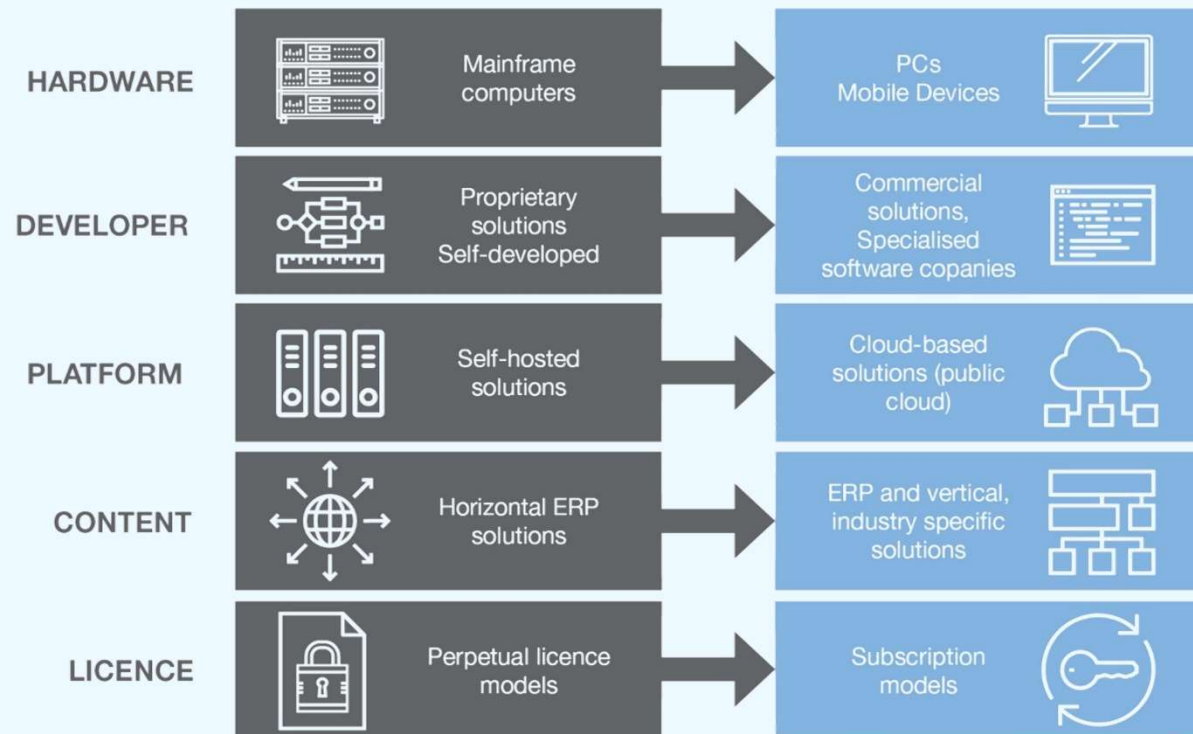 HARDWARE
Mainframe
computers
PCs
Mobile Devices
DEVELOPER
Proprietary
solutions
Self-developed
Commercial
solutions,
Specialised
software copanies
PLATFORM
Self-hosted
solutions
Cloud-based
solutions (public
cloud)
CONTENT
Horizontal ERP
solutions
ERP and vertical,
industry specific
solutions
LICENCE
Perpetual licence
models
Subscription
models